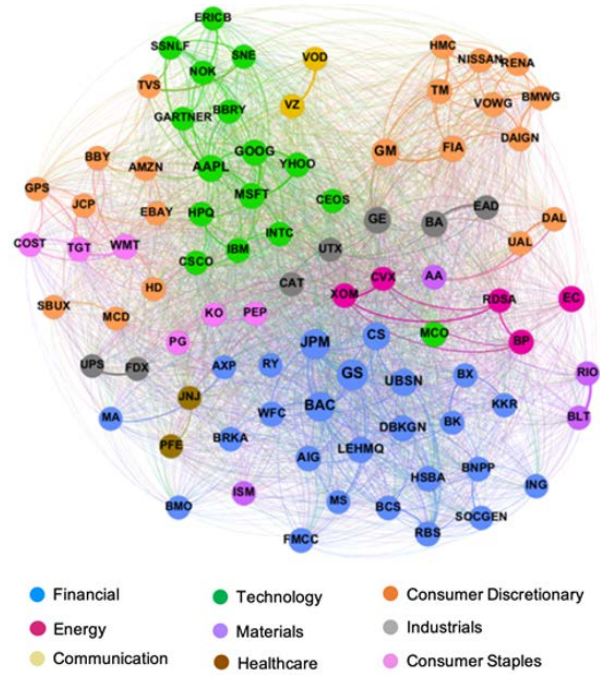 ERICB
SSNLF
SNE
VOD
HMC
NISSAN
RENA
NOK
TVS
TM
VZ
VOWG
BMWG
GARTNER
BBRY
DAIGN
GOOG
YHOO
GM
FIA
BBY
AMZN
AAPL
GPS
MSFT
CEOS
JCP
EBAY
HPQ
GE
BA
EAD
DAL
COST
TGT
WMT
IBM
INTC
UTX
UAL
CSCO
HD
CAT
XOM
CVX
AA
RDSA
EC
SBUX
MCD
KO
PEP
MCO
BP
PG
JPM
CS
UPS
FDX
AXP
RY
GS
UBSN
BX
RIO
JNJ
MA
WFC
BAC
KKR
BLT
PFE
BRKA
DBKGN
BK
AIG
LEHMQ
HSBA
BNPP
ING
ISM
BMO
MS
BCS
SOCGEN
FMCC
RBS
Financial
Technology
Consumer Discretionary
Energy
Materials
Industrials
Communication
Healthcare
Consumer Staples